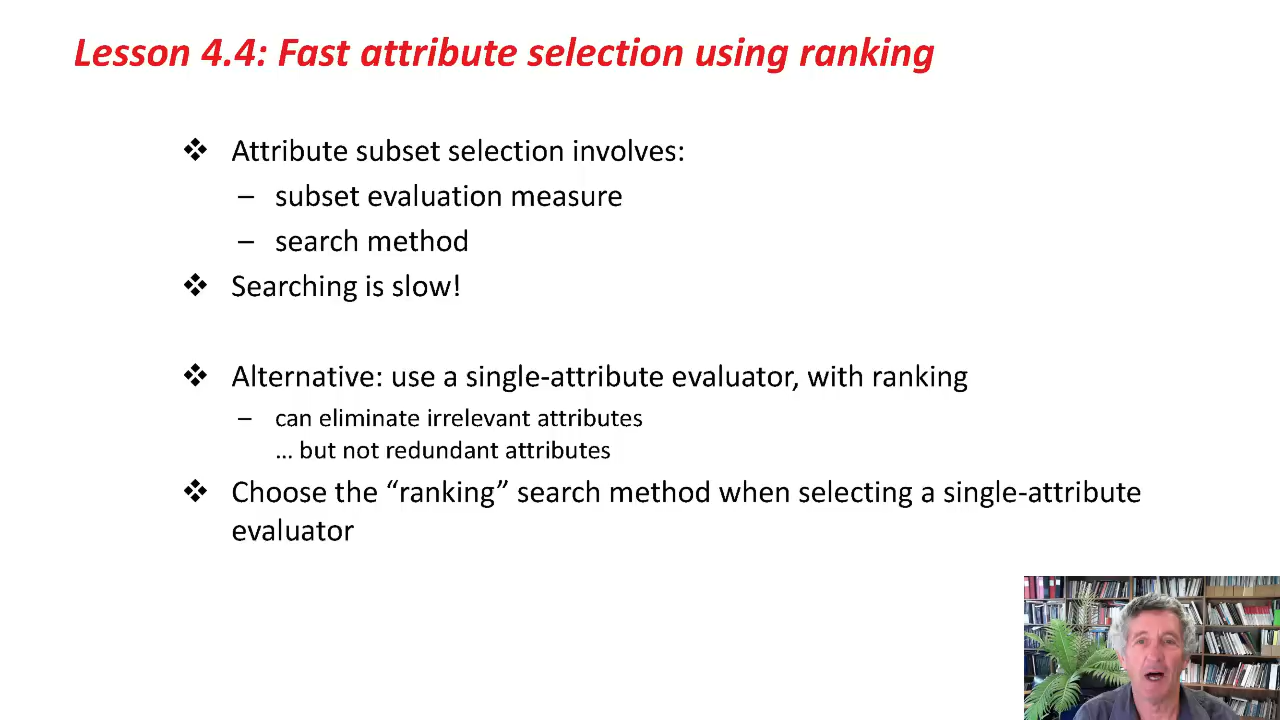 Lesson 4.4: Fast attribute selection using ranking
❖ Attribute subset selection involves:
– subset evaluation measure
– search method
❖ Searching is slow!
❖ Alternative: use a single-attribute evaluator, with ranking
– can eliminate irrelevant attributes
… but not redundant attributes
❖ Choose the “ranking” search method when selecting a single-attribute
evaluator